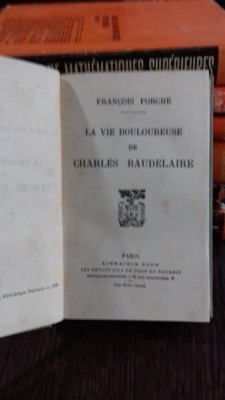 MATHÉMATIQUES SUPÉRIEURES
FRANÇOIS PORCHÉ
LA VIE DOULOUREUSE
DE
CHARLES BAUDELAIRE
PARIS
LIBRAIRIE PLON
LES PETITS-FILS DE PLON ET NOURRIT